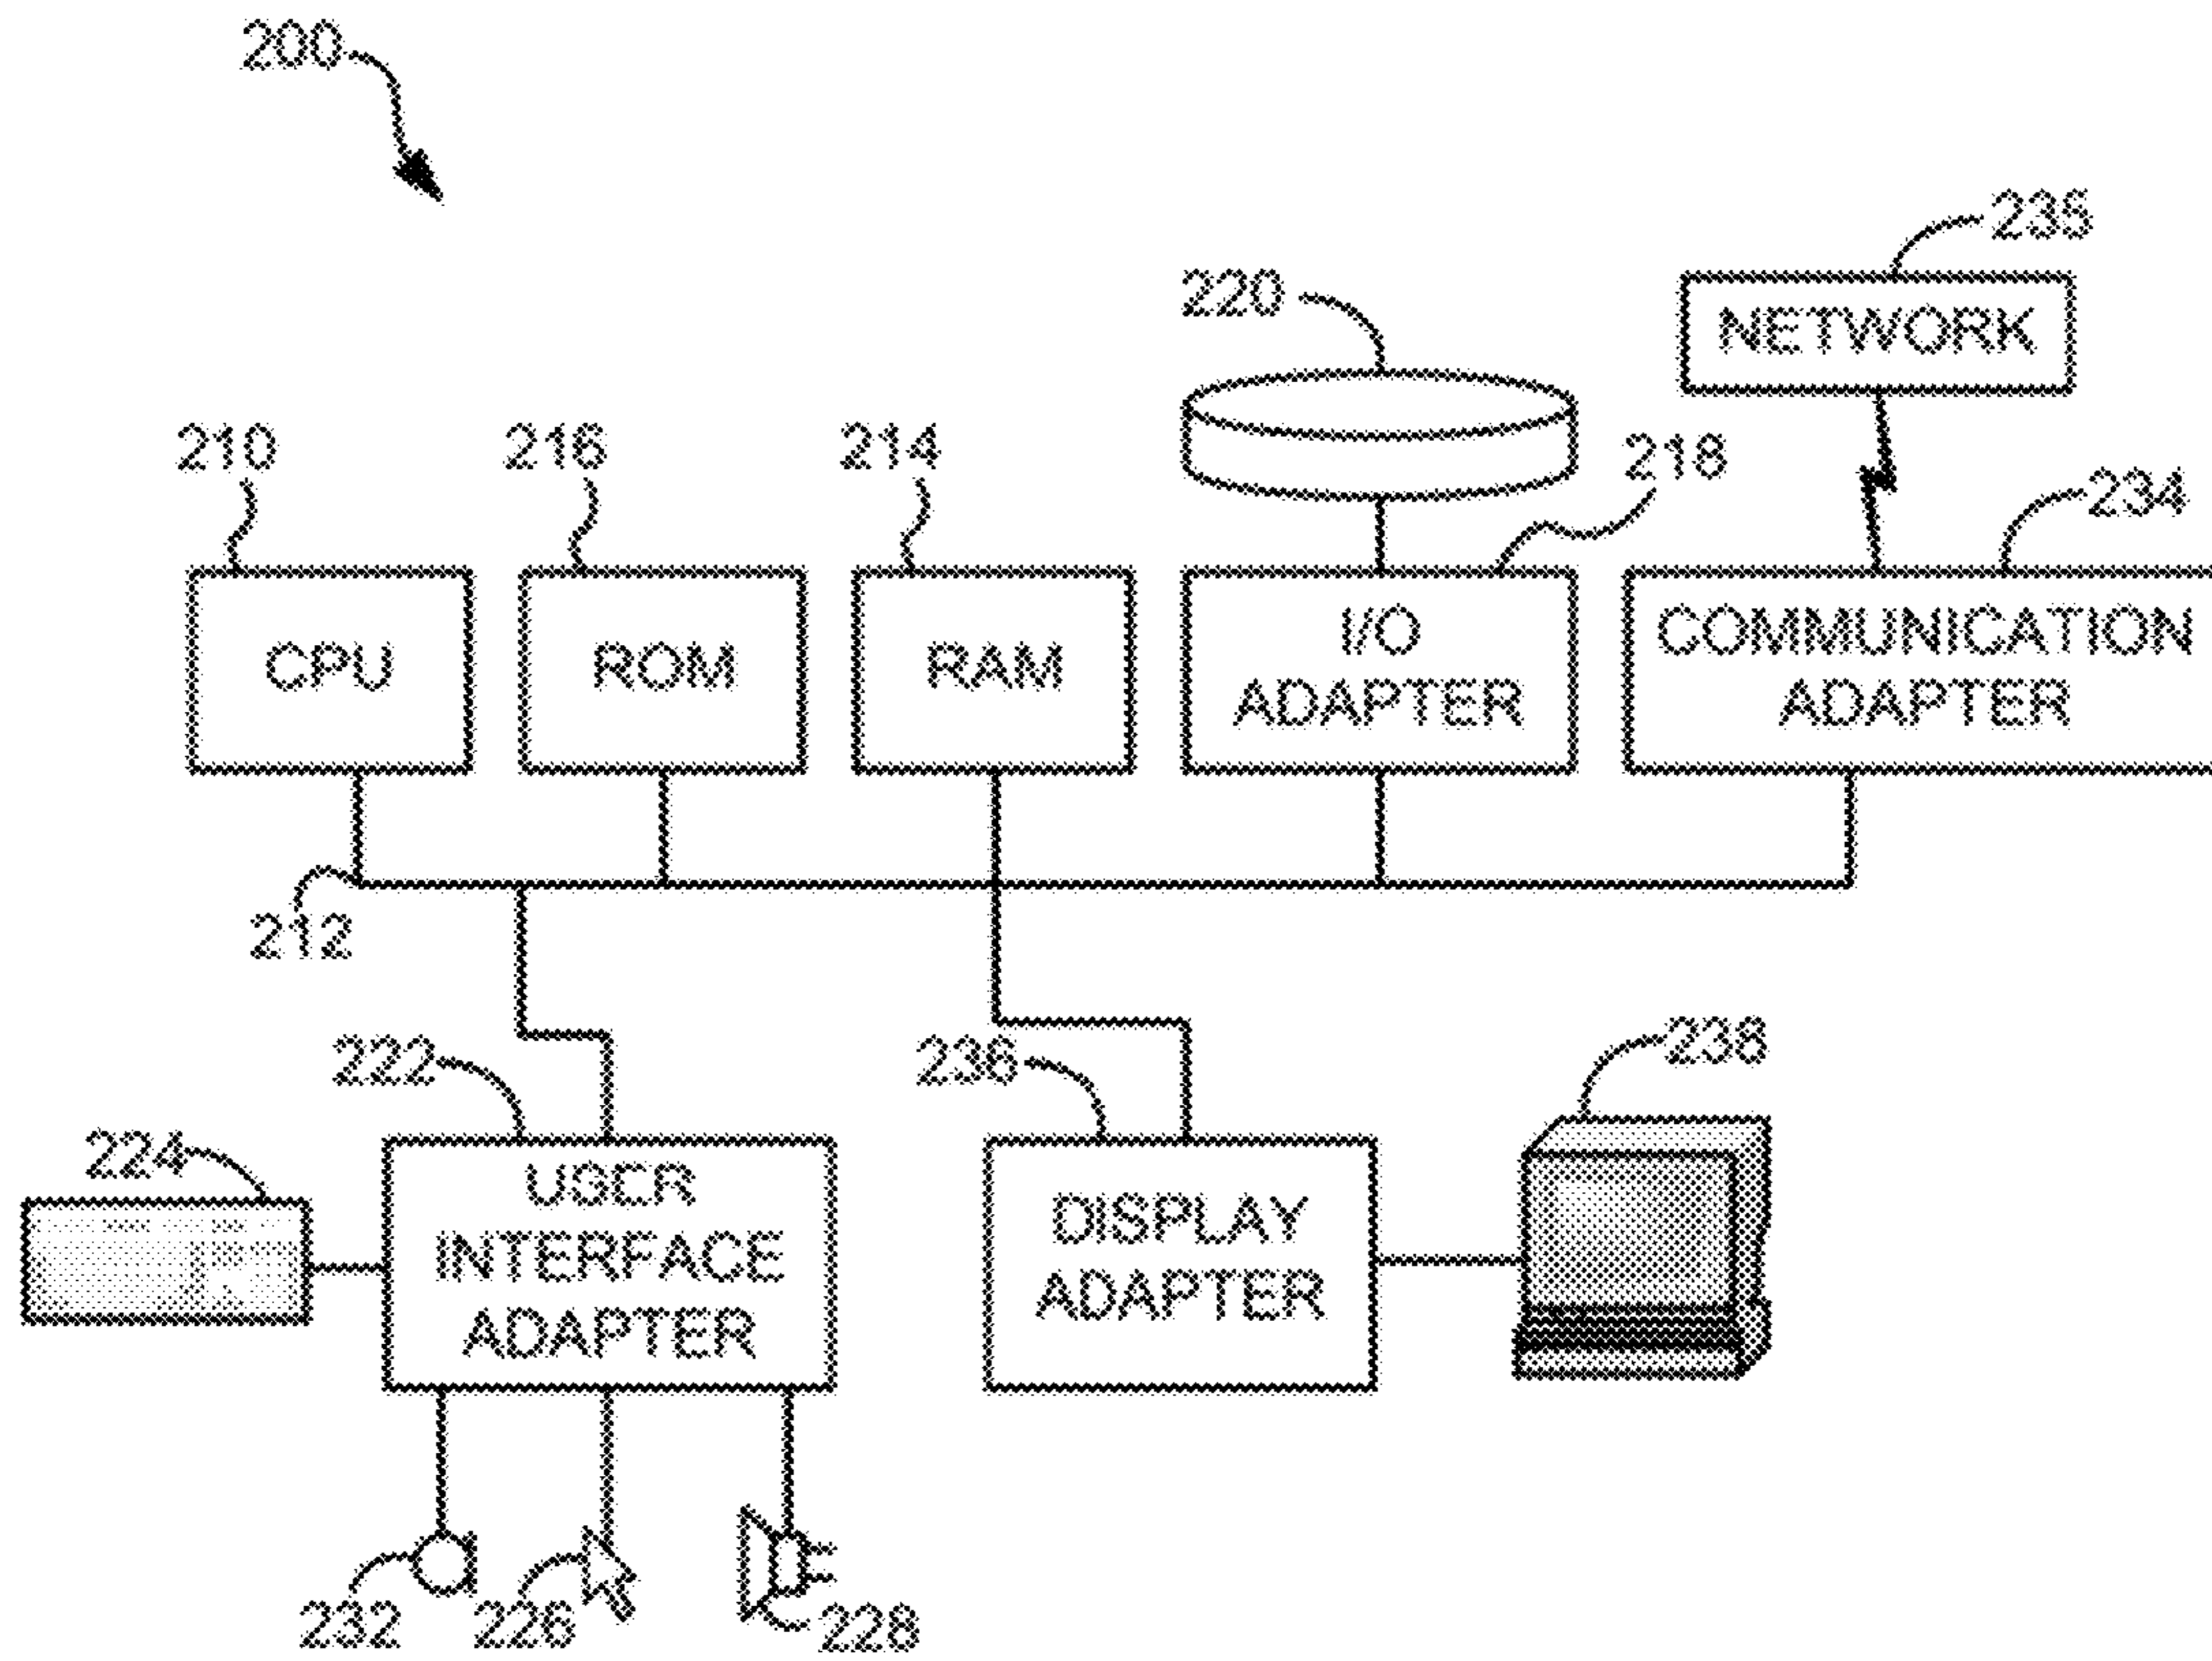 200
235
220
NETWORK
210
216
214
218
234
CPU
ROM
RAM
I/O
ADAPTER
COMMUNICATION
ADAPTER
212
222
236
238
224
USER
INTERFACE
ADAPTER
DISPLAY
ADAPTER
232
226
228